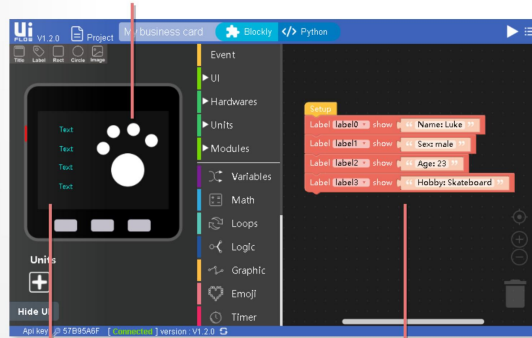 Ui
FLOW V1.2.0
Project
My business card
Blockly
</> Python
Title Label Rect Circle Image
Text
Text
Text
Text
Units
Hide UI
Event
UI
Hardwares
Units
Modules
Variables
Math
Loops
Logic
Graphic
Emoji
Timer
Setup
Label label0 show “ Name: Luke ”
Label label1 show “ Sex: male ”
Label label2 show “ Age: 23 ”
Label label3 show “ Hobby: Skateboard ”
Api key 57B95A6F [ Connected ] version : V1.2.0